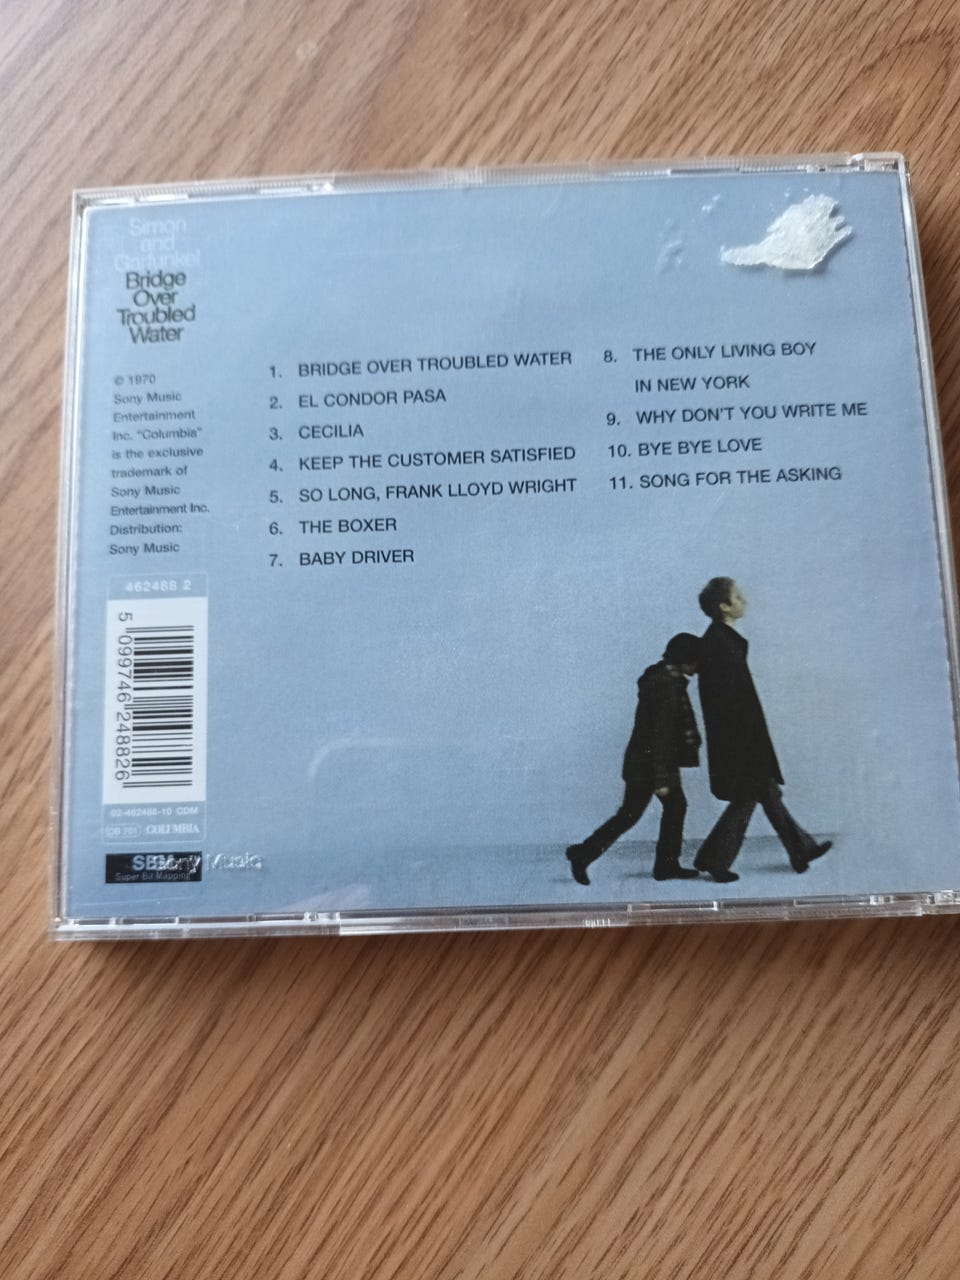 Simon
and
Garfunkel
Bridge
Over
Troubled
Water
© 1970
Sony Music
Entertainment
Inc. "Columbia"
is the exclusive
trademark of
Sony Music
Entertainment Inc.
Distribution:
Sony Music
462488 2
5 099746 248826
02-462488-10 CDM
CB 701 COLUMBIA
SBM Sony Music
Super Bit Mapping
1. BRIDGE OVER TROUBLED WATER
2. EL CONDOR PASA
3. CECILIA
4. KEEP THE CUSTOMER SATISFIED
5. SO LONG, FRANK LLOYD WRIGHT
6. THE BOXER
7. BABY DRIVER
8. THE ONLY LIVING BOY
IN NEW YORK
9. WHY DON'T YOU WRITE ME
10. BYE BYE LOVE
11. SONG FOR THE ASKING